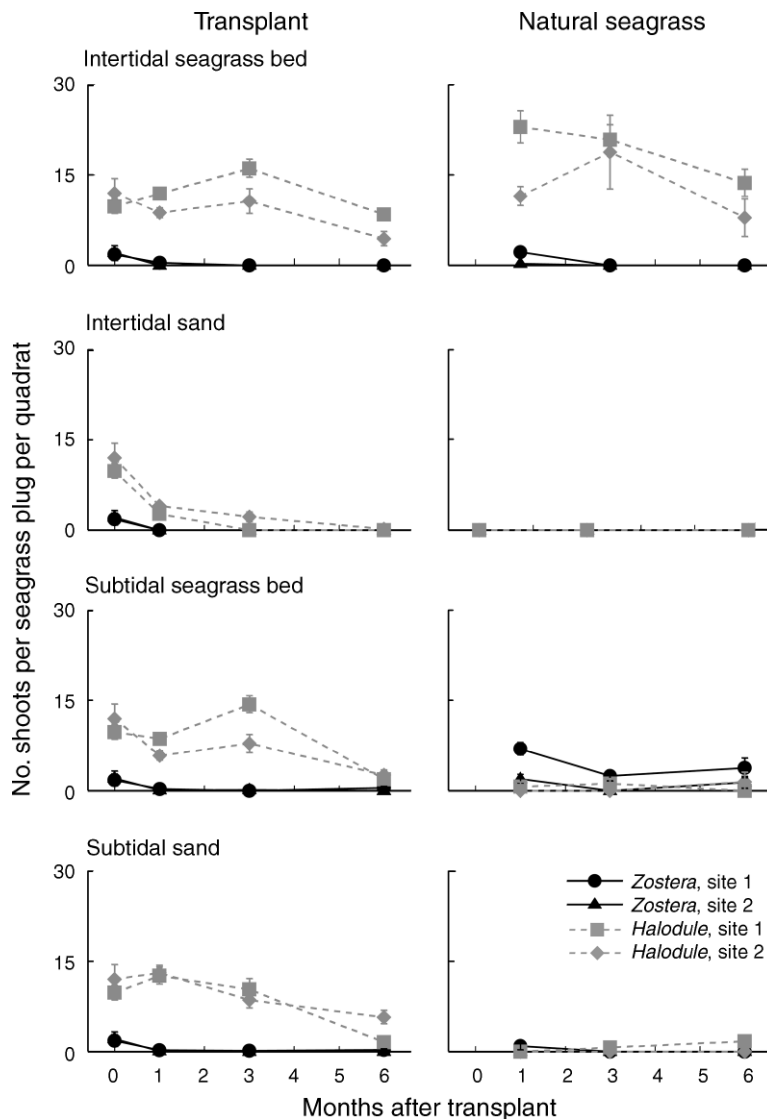 Transplant
Natural seagrass
Intertidal seagrass bed
30
15
0
Intertidal sand
30
15
0
Subtidal seagrass bed
30
15
0
Subtidal sand
30
15
0
No. shoots per seagrass plug per quadrat
Zostera, site 1
Zostera, site 2
Halodule, site 1
Halodule, site 2
0 1 2 3 4 5 6
0 1 2 3 4 5 6
Months after transplant